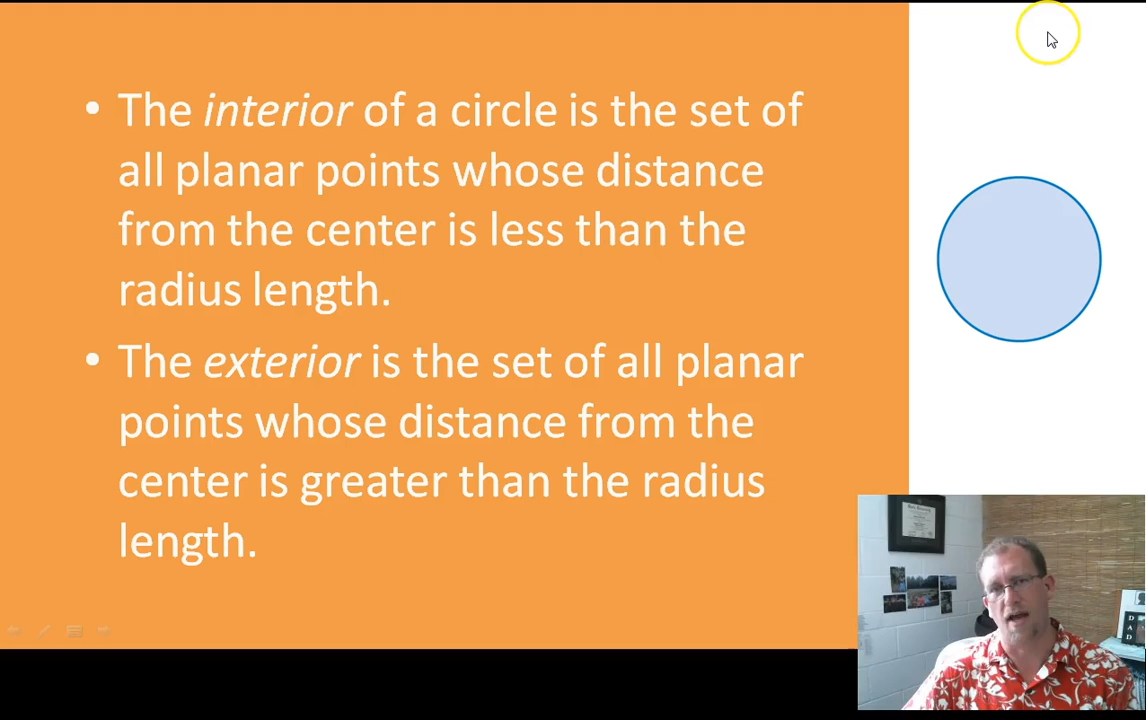 • The interior of a circle is the set of
all planar points whose distance
from the center is less than the
radius length.
• The exterior is the set of all planar
points whose distance from the
center is greater than the radius
length.
DAD